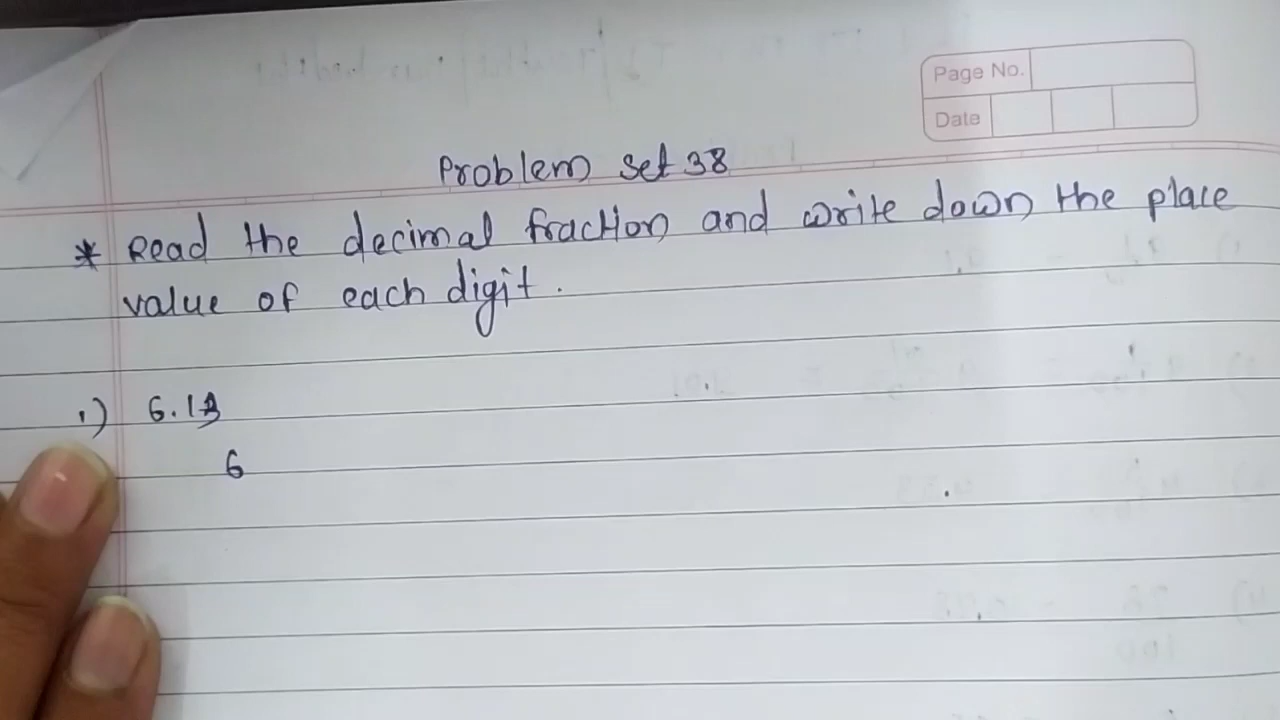 Page No.
Date
Problem Set 38
* Read the decimal fraction and write down the place
value of each digit.
1) 6.13
6